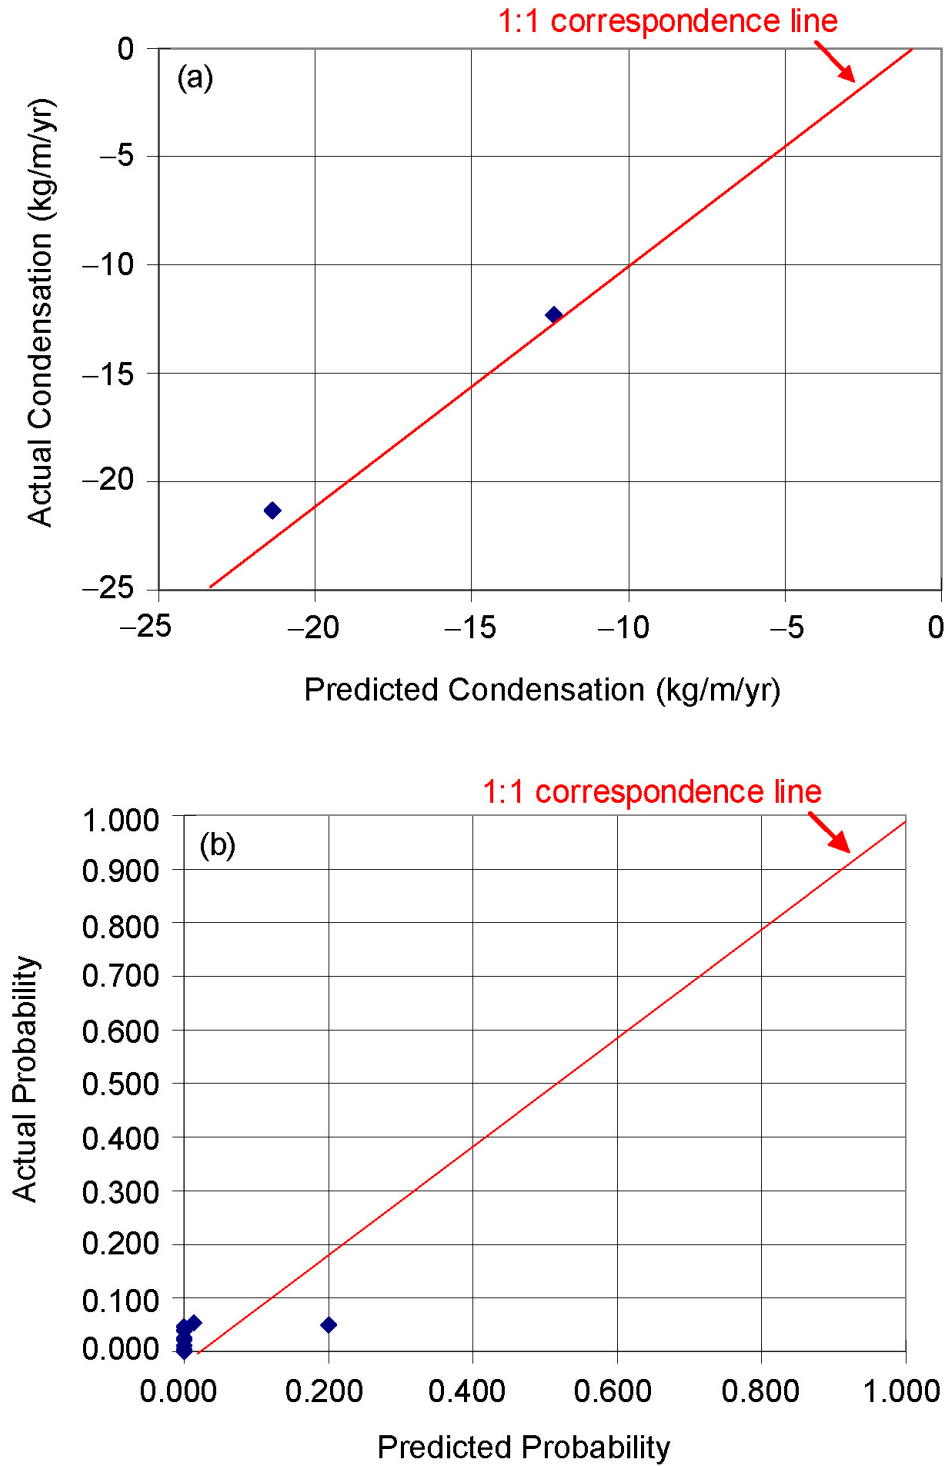 1:1 correspondence line
(a)
Actual Condensation (kg/m/yr)
0
–5
–10
–15
–20
–25
–25 –20 –15 –10 –5 0
Predicted Condensation (kg/m/yr)
1:1 correspondence line
(b)
Actual Probability
1.000
0.900
0.800
0.700
0.600
0.500
0.400
0.300
0.200
0.100
0.000
0.000 0.200 0.400 0.600 0.800 1.000
Predicted Probability